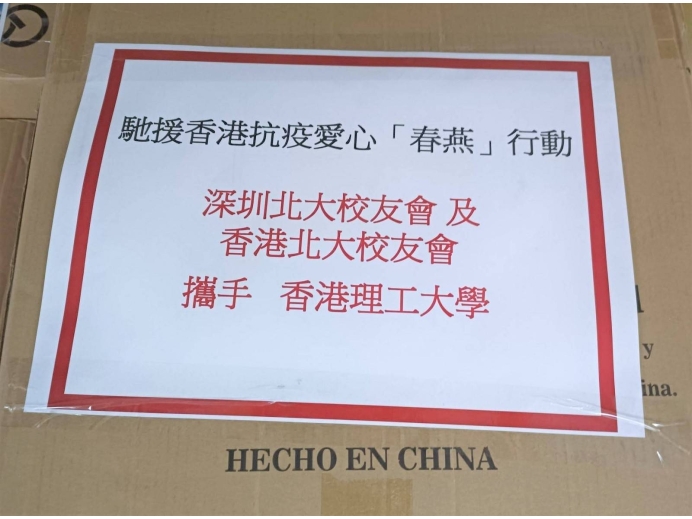 馳援香港抗疫愛心「春燕」行動
深圳北大校友會 及
香港北大校友會
攜手 香港理工大學
y
ina.
HECHO EN CHINA